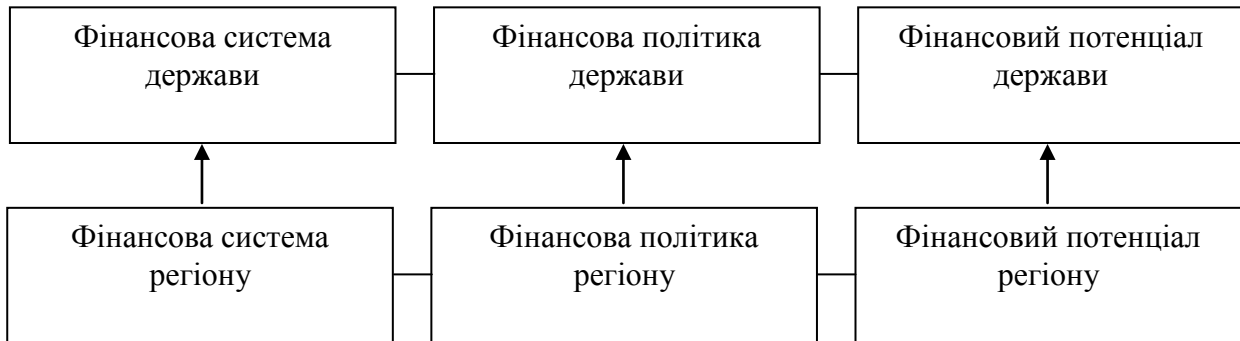 Фінансова система
держави
Фінансова політика
держави
Фінансовий потенціал
держави
Фінансова система
регіону
Фінансова політика
регіону
Фінансовий потенціал
регіону